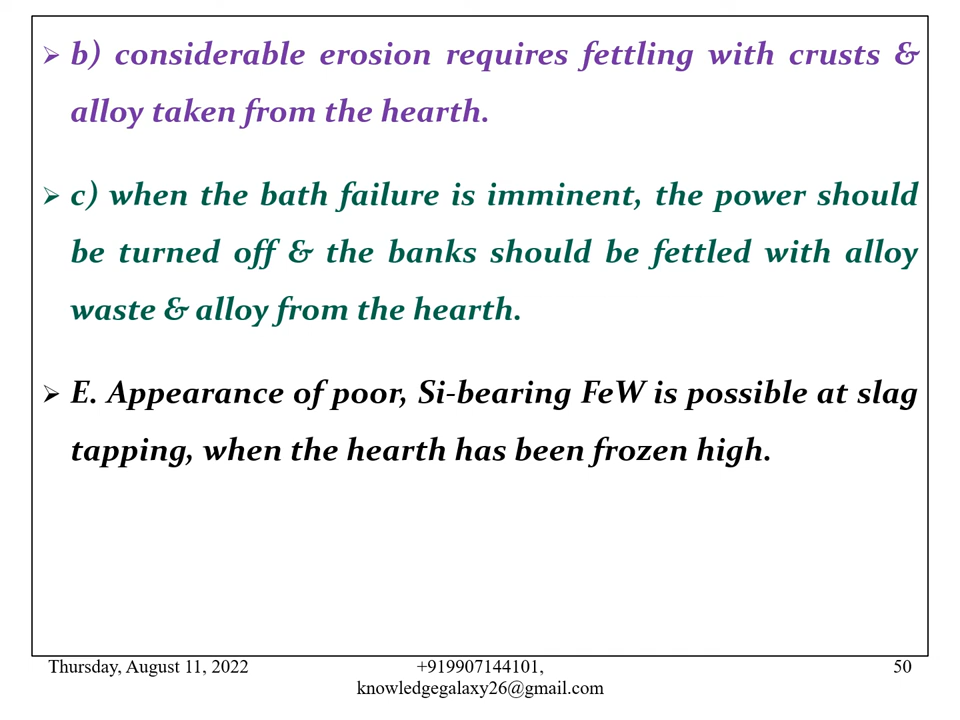 ➢ b) considerable erosion requires fettling with crusts &
alloy taken from the hearth.
➢ c) when the bath failure is imminent, the power should
be turned off & the banks should be fettled with alloy
waste & alloy from the hearth.
➢ E. Appearance of poor, Si-bearing FeW is possible at slag
tapping, when the hearth has been frozen high.
Thursday, August 11, 2022
+919907144101,
knowledgegalaxy26@gmail.com
50